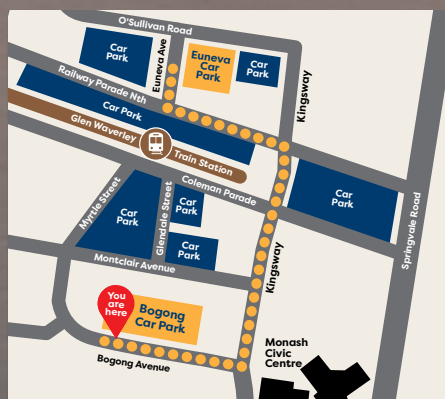 O'Sullivan Road
Car
Park
Euneva Ave
Euneva
Car
Park
Car
Park
Kingsway
Railway Parade Nth
Car Park
Glen Waverley
Train Station
Coleman Parade
Car
Park
Springvale Road
Myrtle Street
Car
Park
Glendale Street
Car
Park
Car
Park
Montclair Avenue
Kingsway
You
are
here
Bogong
Car Park
Bogong Avenue
Monash
Civic
Centre